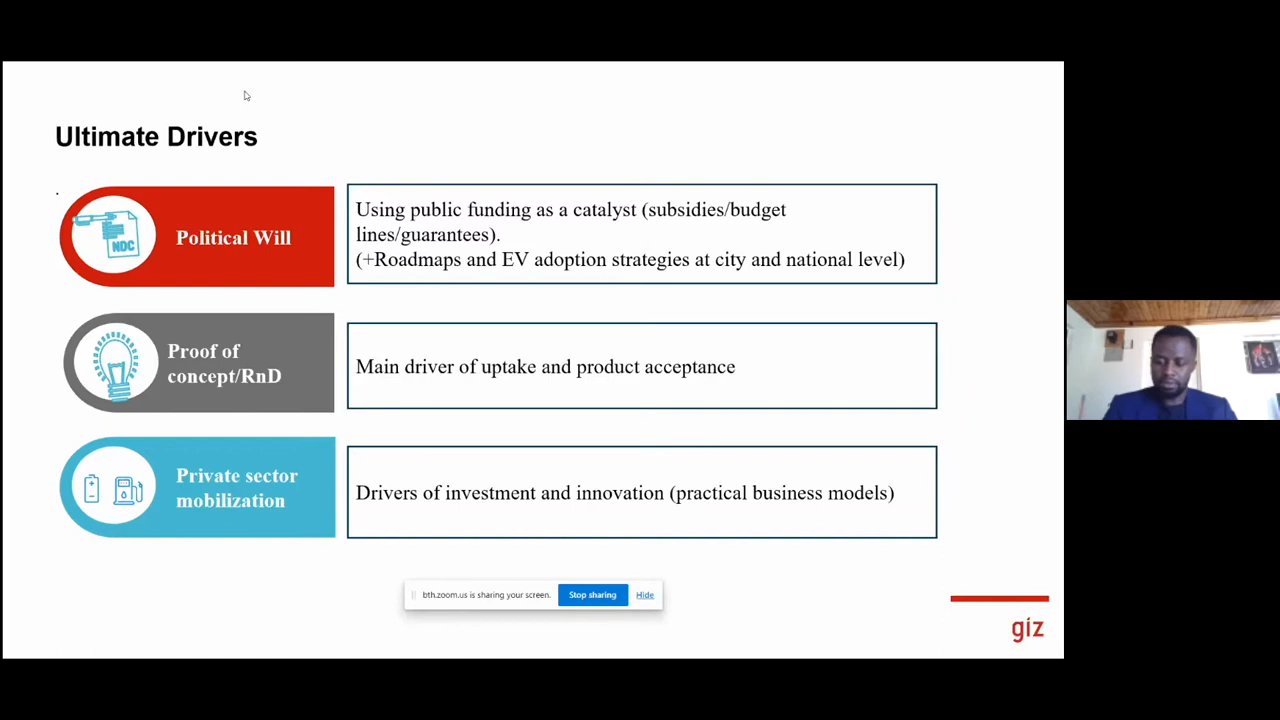 Ultimate Drivers
.
NDC
Political Will
Using public funding as a catalyst (subsidies/budget
lines/guarantees).
(+Roadmaps and EV adoption strategies at city and national level)
Proof of
concept/RnD
Main driver of uptake and product acceptance
Private sector
mobilization
Drivers of investment and innovation (practical business models)
bth.zoom.us is sharing your screen.
Stop sharing
Hide
giz